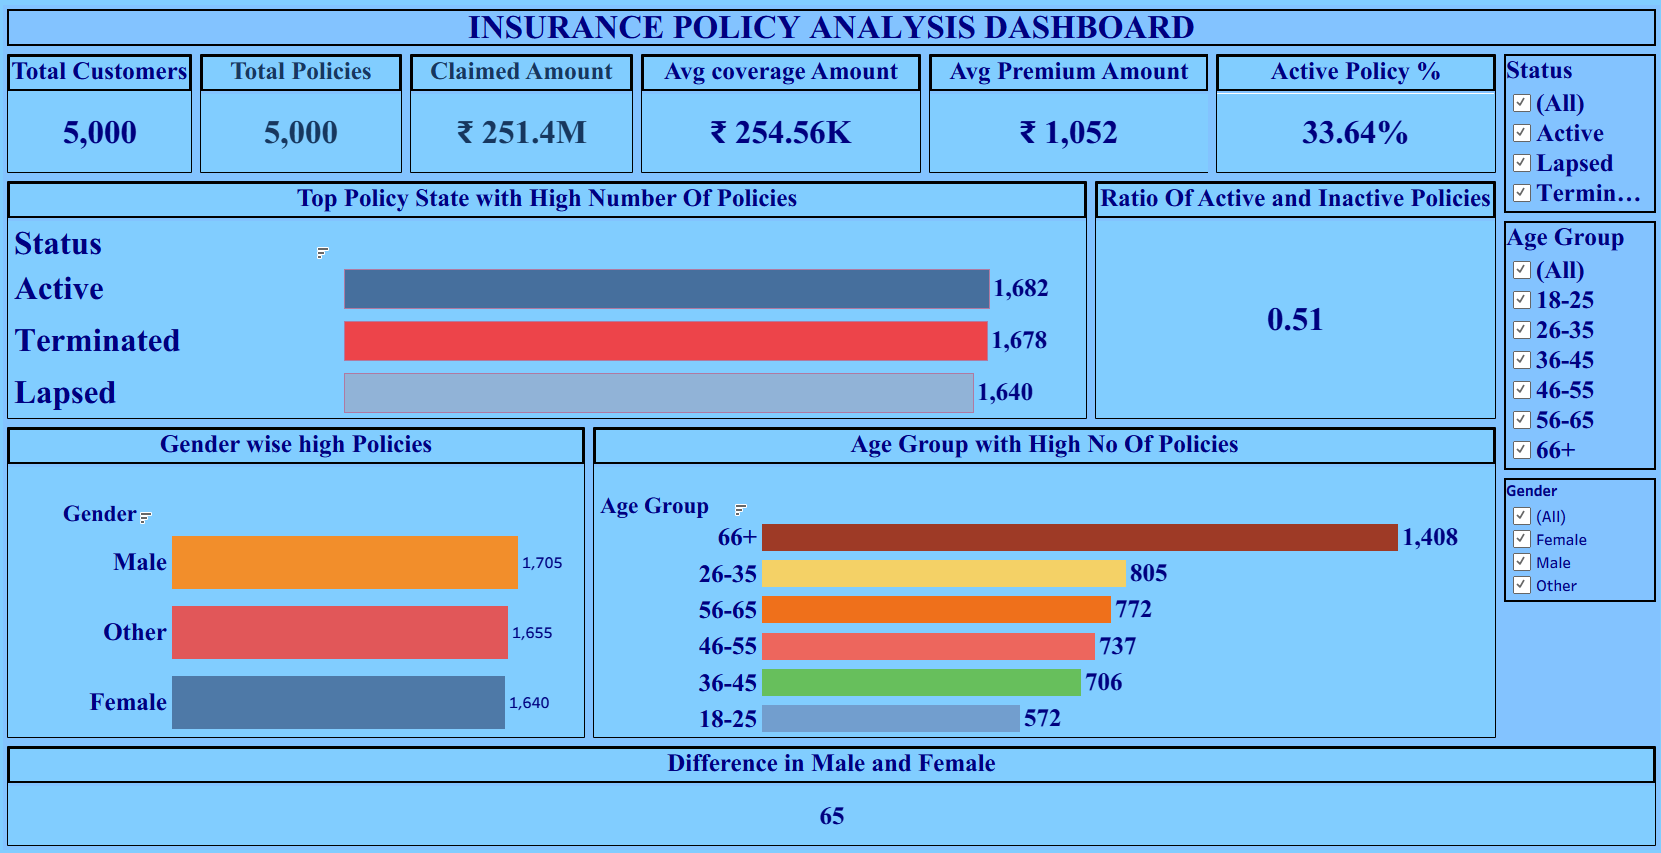 INSURANCE POLICY ANALYSIS DASHBOARD
Total Customers
5,000
Total Policies
5,000
Claimed Amount
₹ 251.4M
Avg coverage Amount
₹ 254.56K
Avg Premium Amount
₹ 1,052
Active Policy %
33.64%
Status
(All)
Active
Lapsed
Termin...
Top Policy State with High Number Of Policies
Status
Active 1,682
Terminated 1,678
Lapsed 1,640
Ratio Of Active and Inactive Policies
0.51
Age Group
(All)
18-25
26-35
36-45
46-55
56-65
66+
Gender wise high Policies
Gender
Male 1,705
Other 1,655
Female 1,640
Age Group with High No Of Policies
Age Group
66+ 1,408
26-35 805
56-65 772
46-55 737
36-45 706
18-25 572
Gender
(All)
Female
Male
Other
Difference in Male and Female
65